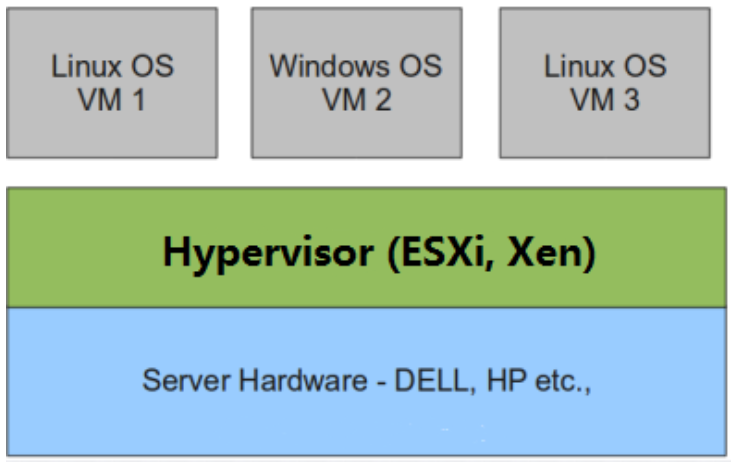 Linux OS
VM 1
Windows OS
VM 2
Linux OS
VM 3
Hypervisor (ESXi, Xen)
Server Hardware - DELL, HP etc.,